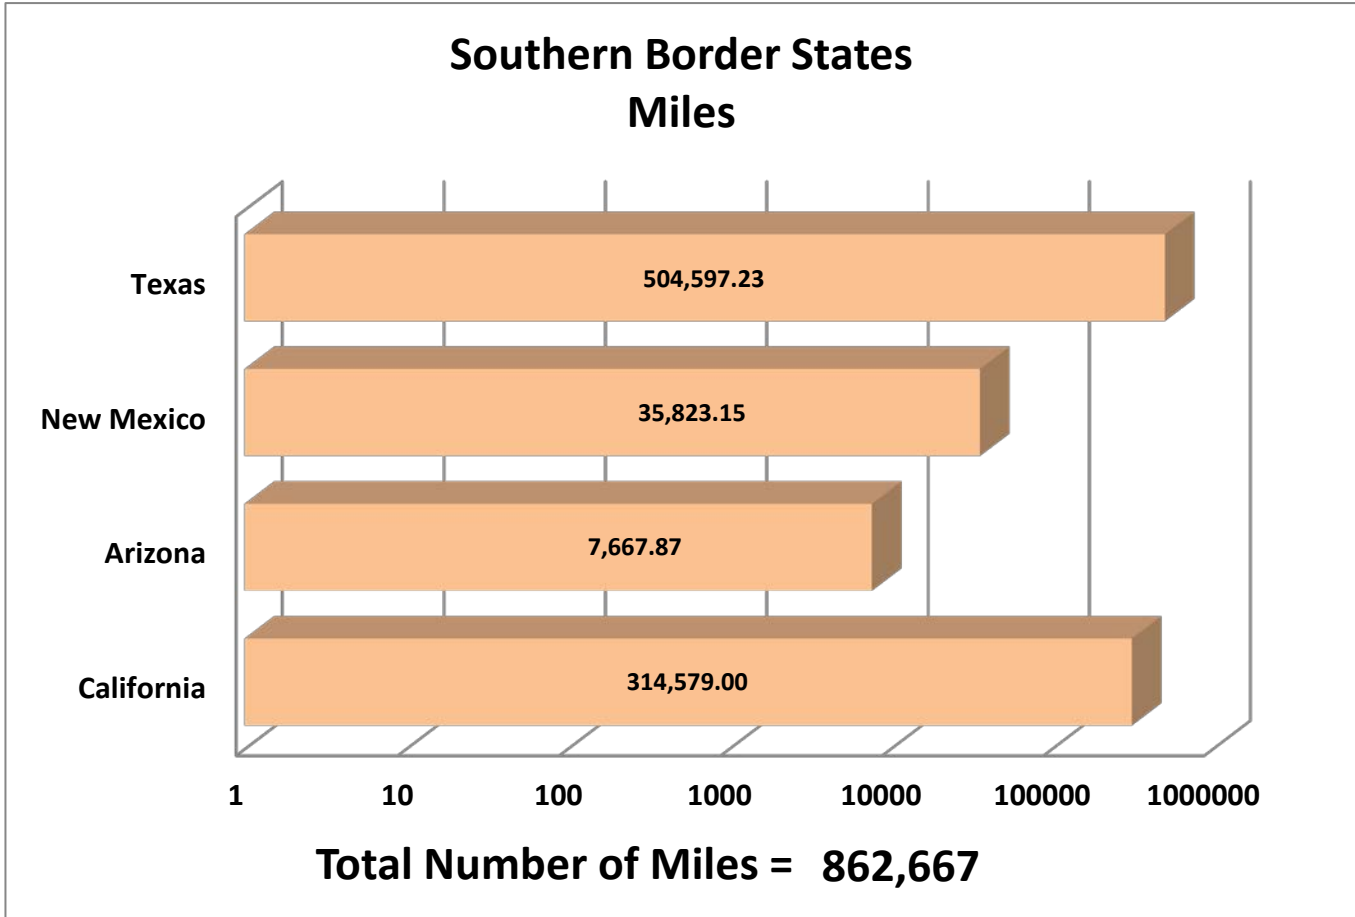 Southern Border States
Miles
Texas
504,597.23
New Mexico
35,823.15
Arizona
7,667.87
California
314,579.00
1 10 100 1000 10000 100000 1000000
Total Number of Miles = 862,667